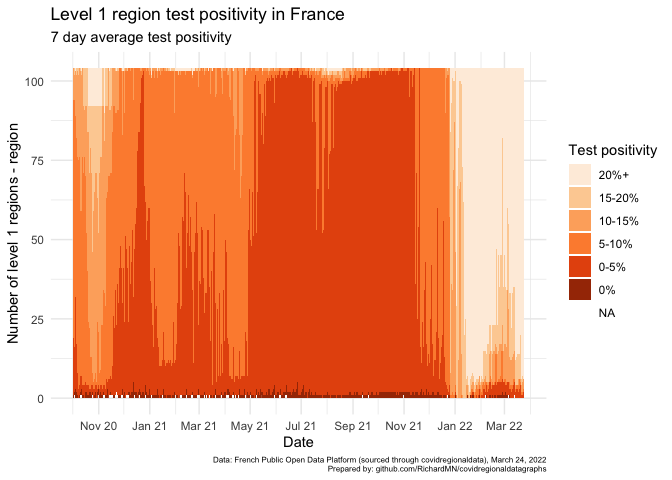 Level 1 region test positivity in France
7 day average test positivity
Number of level 1 regions - region
100
75
50
25
0
Nov 20 Jan 21 Mar 21 May 21 Jul 21 Sep 21 Nov 21 Jan 22 Mar 22
Date
Test positivity
20%+
15-20%
10-15%
5-10%
0-5%
0%
NA
Data: French Public Open Data Platform (sourced through covidregionaldata), March 24, 2022
Prepared by: github.com/RichardMN/covidregionaldatagraphs